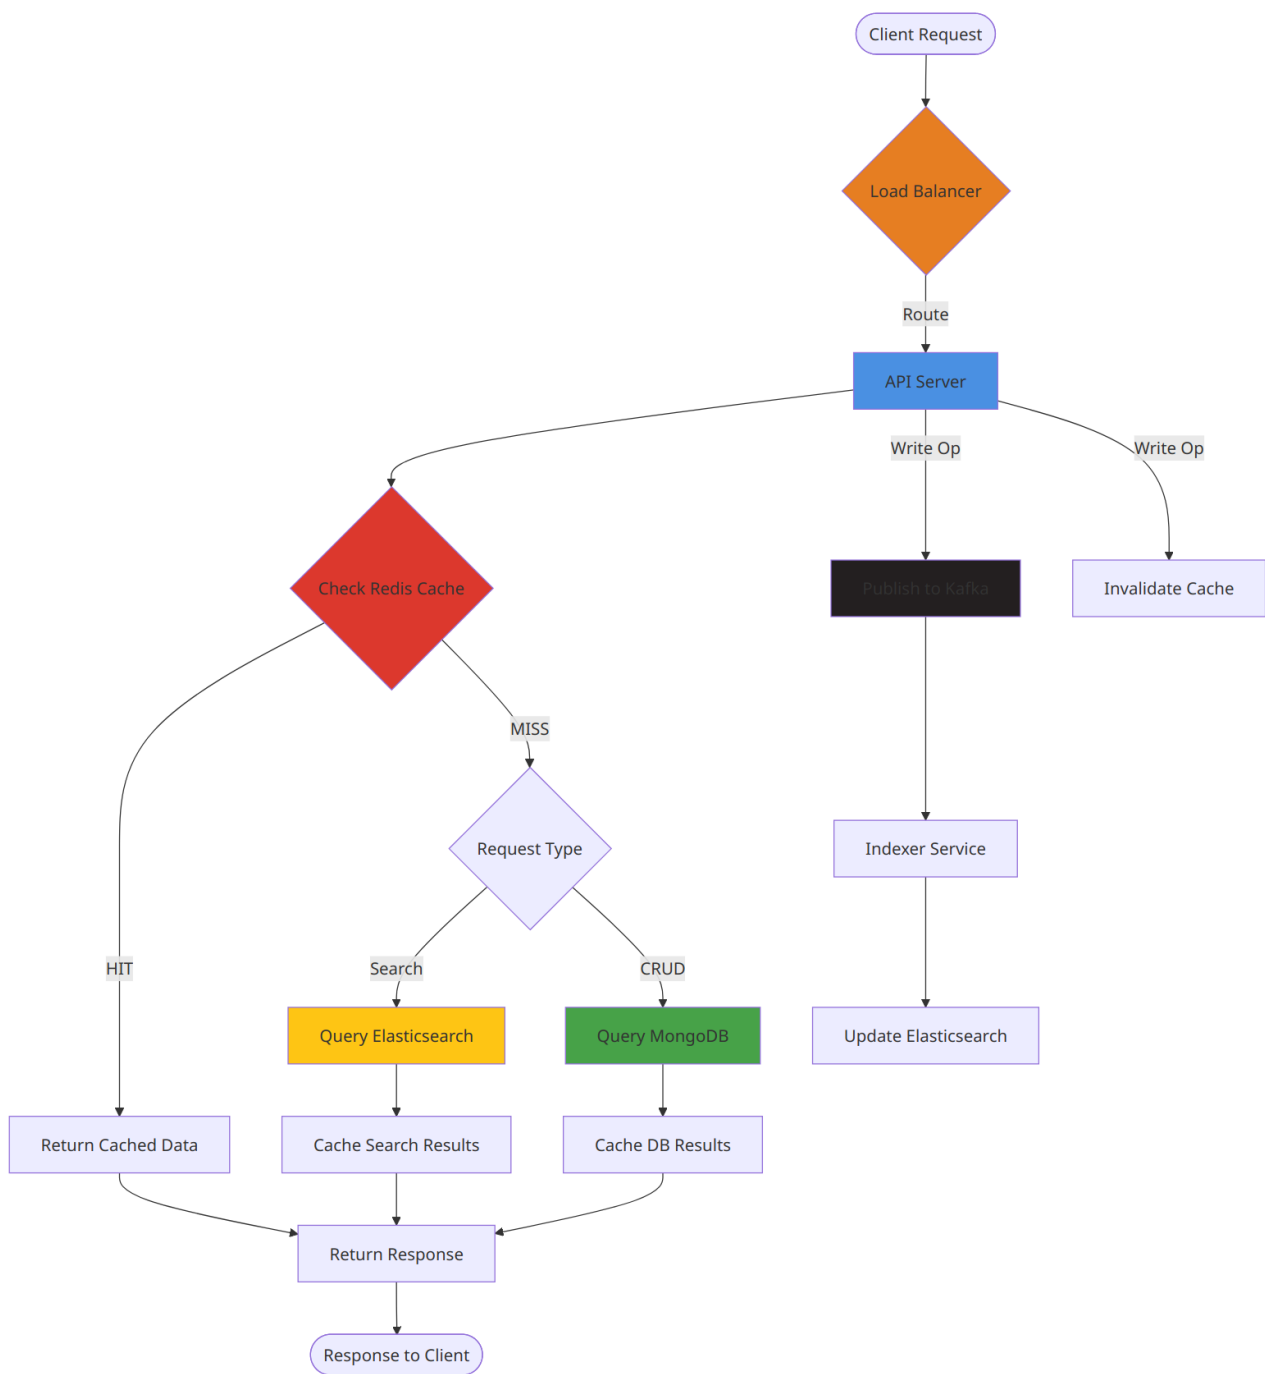 Client Request
Load Balancer
Route
API Server
Write Op
Write Op
Check Redis Cache
Publish to Kafka
Invalidate Cache
MISS
Request Type
Indexer Service
HIT
Search
CRUD
Query Elasticsearch
Query MongoDB
Update Elasticsearch
Return Cached Data
Cache Search Results
Cache DB Results
Return Response
Response to Client